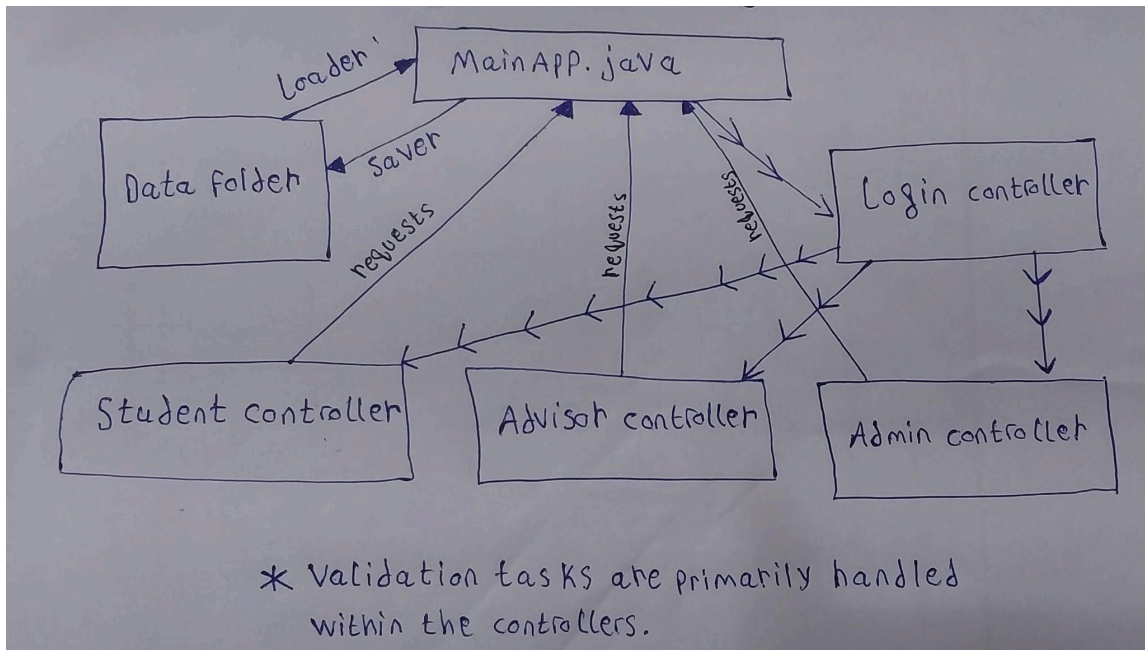 Loader
MainApp.java
saver
Data Folder
Login controller
requests
requests
requests
Student controller
Advisor controller
Admin controller
* Validation tasks are primarily handled
within the controllers.